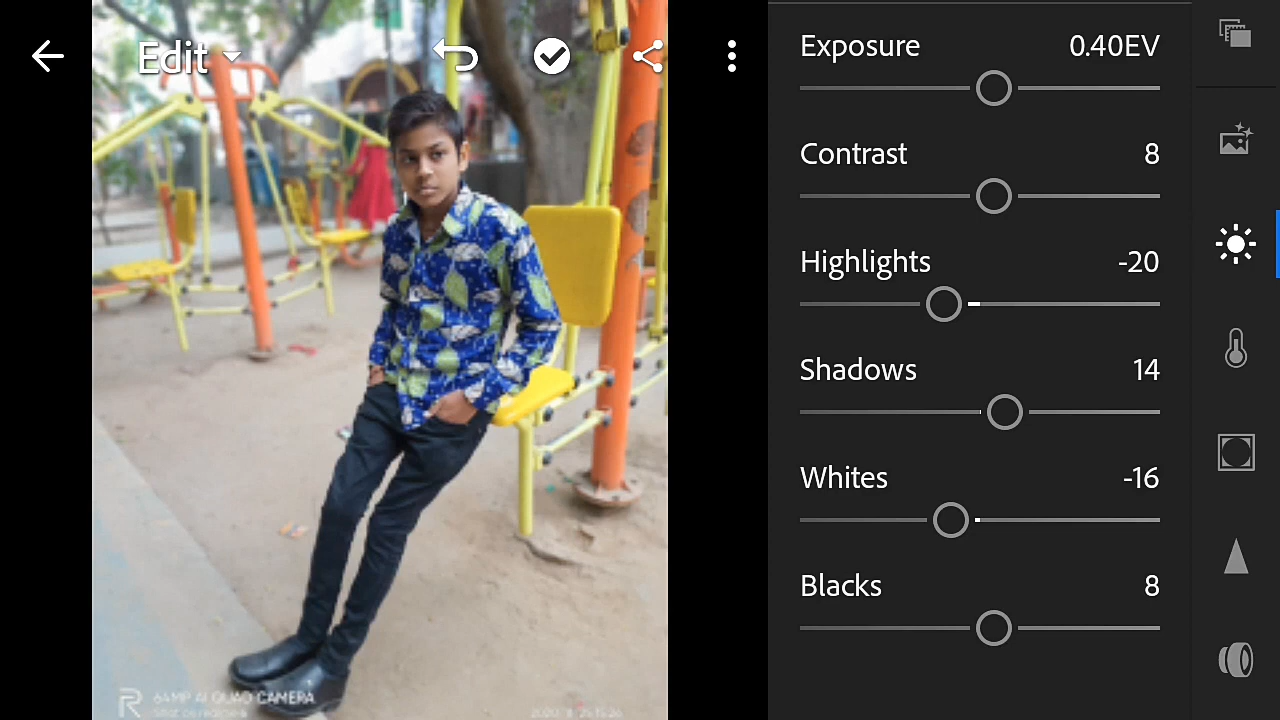 Edit
Exposure 0.40EV
Contrast 8
Highlights -20
Shadows 14
Whites -16
Blacks 8
R 64MP AI QUAD CAMERA